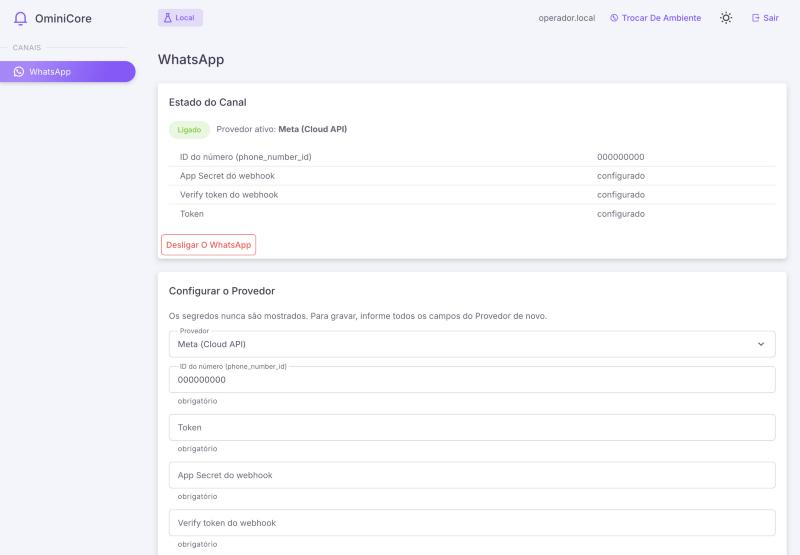 OminiCore
Local
operador.local
Trocar De Ambiente
Sair
CANAIS
WhatsApp
WhatsApp
Estado do Canal
Ligado
Provedor ativo: Meta (Cloud API)
ID do número (phone_number_id) 000000000
App Secret do webhook configurado
Verify token do webhook configurado
Token configurado
Desligar O WhatsApp
Configurar o Provedor
Os segredos nunca são mostrados. Para gravar, informe todos os campos do Provedor de novo.
Provedor
Meta (Cloud API)
ID do número (phone_number_id)
000000000
obrigatório
Token
obrigatório
App Secret do webhook
obrigatório
Verify token do webhook
obrigatório